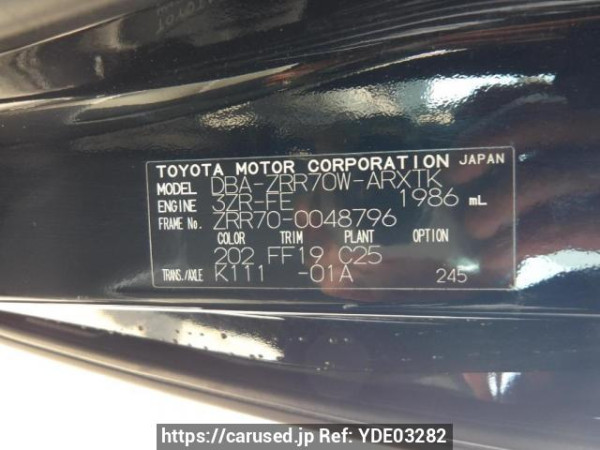 TOYOTA MOTOR CORPORATION JAPAN
MODEL DBA-ZRR70W-ARXTK
ENGINE 3ZR-FE 1986 mL
FRAME NO. ZRR70-0048796
COLOR TRIM PLANT OPTION
202 FF19 C25
TRANS./AXLE K111 -01A 245
https://carused.jp Ref: YDE03282